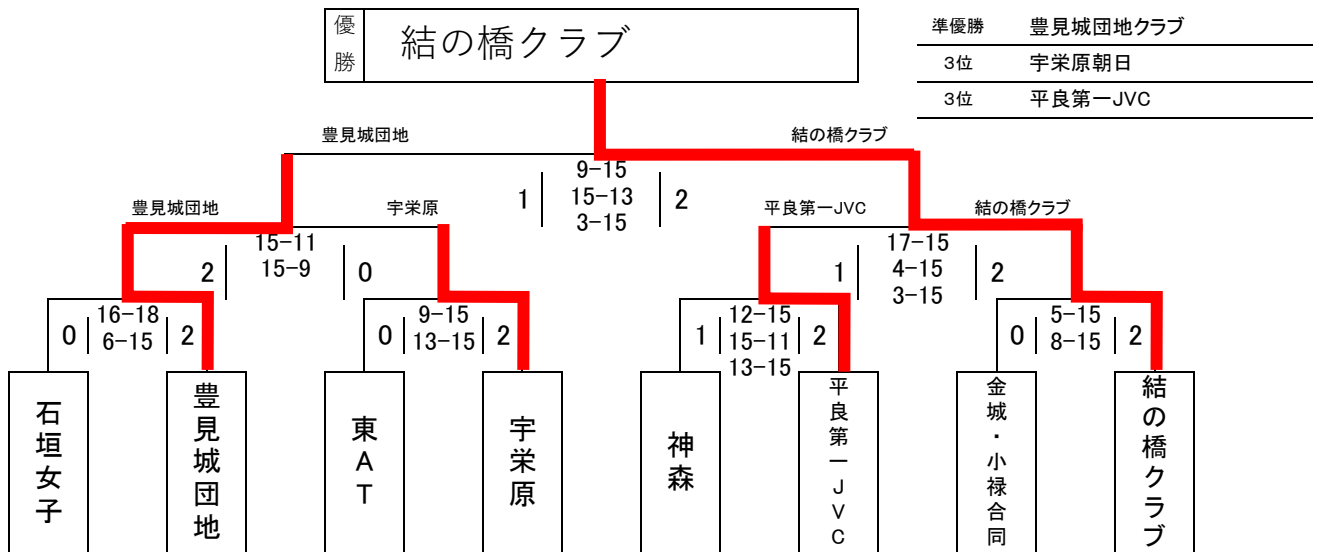 優勝
結の橋クラブ
準優勝 豊見城団地クラブ
3位 宇栄原朝日
3位 平良第一JVC
豊見城団地
結の橋クラブ
1
9-15
15-13
3-15
2
豊見城団地
宇栄原
平良第一JVC
結の橋クラブ
2
15-11
15-9
0
1
17-15
4-15
3-15
2
0
16-18
6-15
2
0
9-15
13-15
2
1
12-15
15-11
13-15
2
0
5-15
8-15
2
石垣女子
豊見城団地
東AT
宇栄原
神森
平良第一JVC
金城・小禄合同
結の橋クラブ